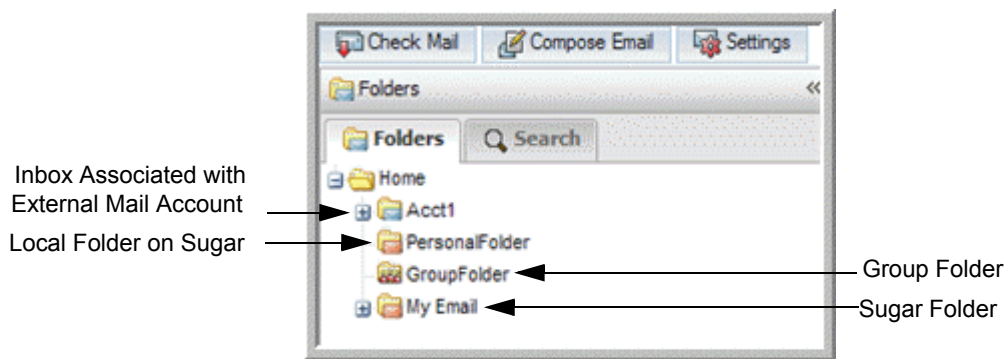 Check Mail Compose Email Settings
Folders «
Folders Search
Home
Inbox Associated with
External Mail Account
Acct1
Local Folder on Sugar
PersonalFolder
GroupFolder
Group Folder
My Email
Sugar Folder